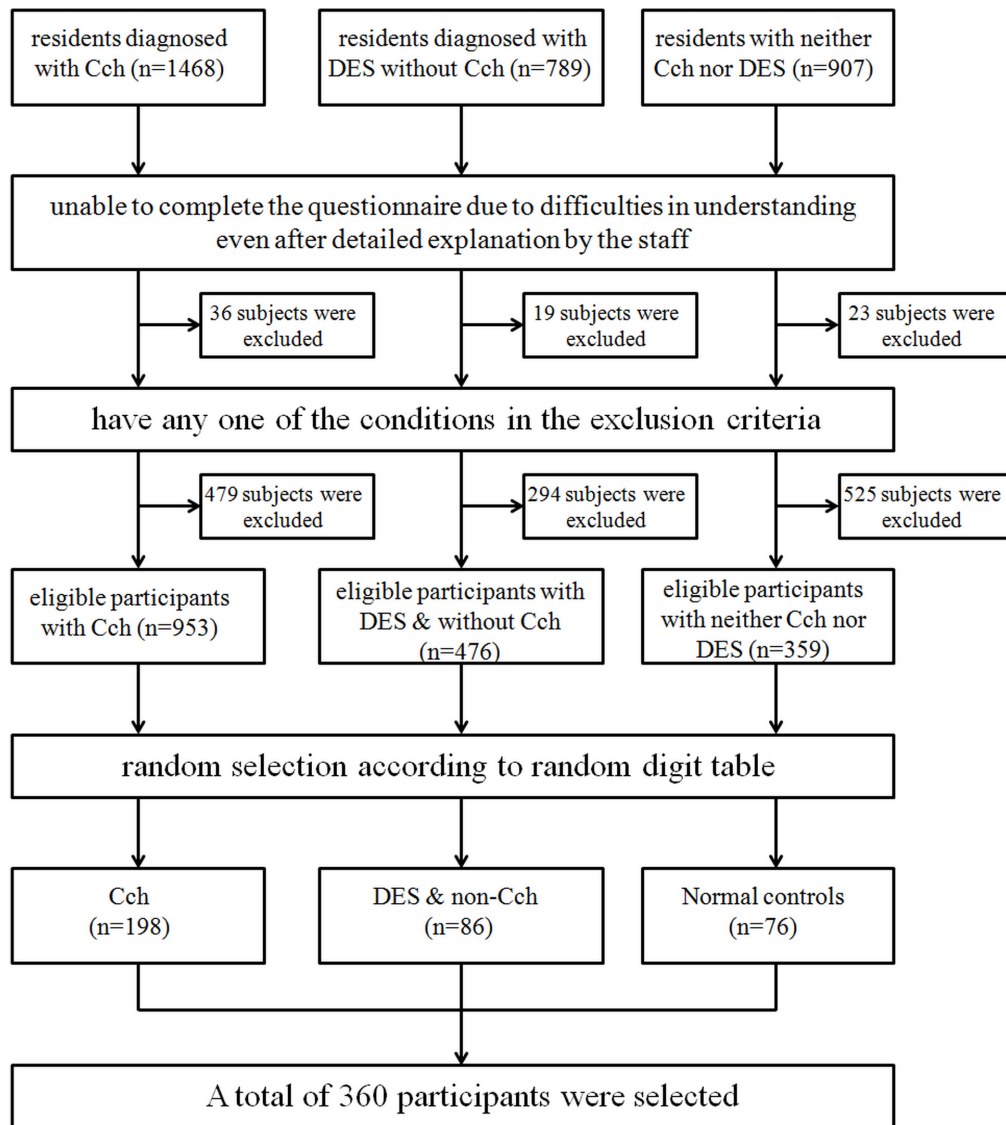 residents diagnosed
with Cch (n=1468)
residents diagnosed with
DES without Cch (n=789)
residents with neither
Cch nor DES (n=907)
unable to complete the questionnaire due to difficulties in understanding
even after detailed explanation by the staff
36 subjects were
excluded
19 subjects were
excluded
23 subjects were
excluded
have any one of the conditions in the exclusion criteria
479 subjects were
excluded
294 subjects were
excluded
525 subjects were
excluded
eligible participants
with Cch (n=953)
eligible participants with
DES & without Cch
(n=476)
eligible participants
with neither Cch nor
DES (n=359)
random selection according to random digit table
Cch
(n=198)
DES & non-Cch
(n=86)
Normal controls
(n=76)
A total of 360 participants were selected